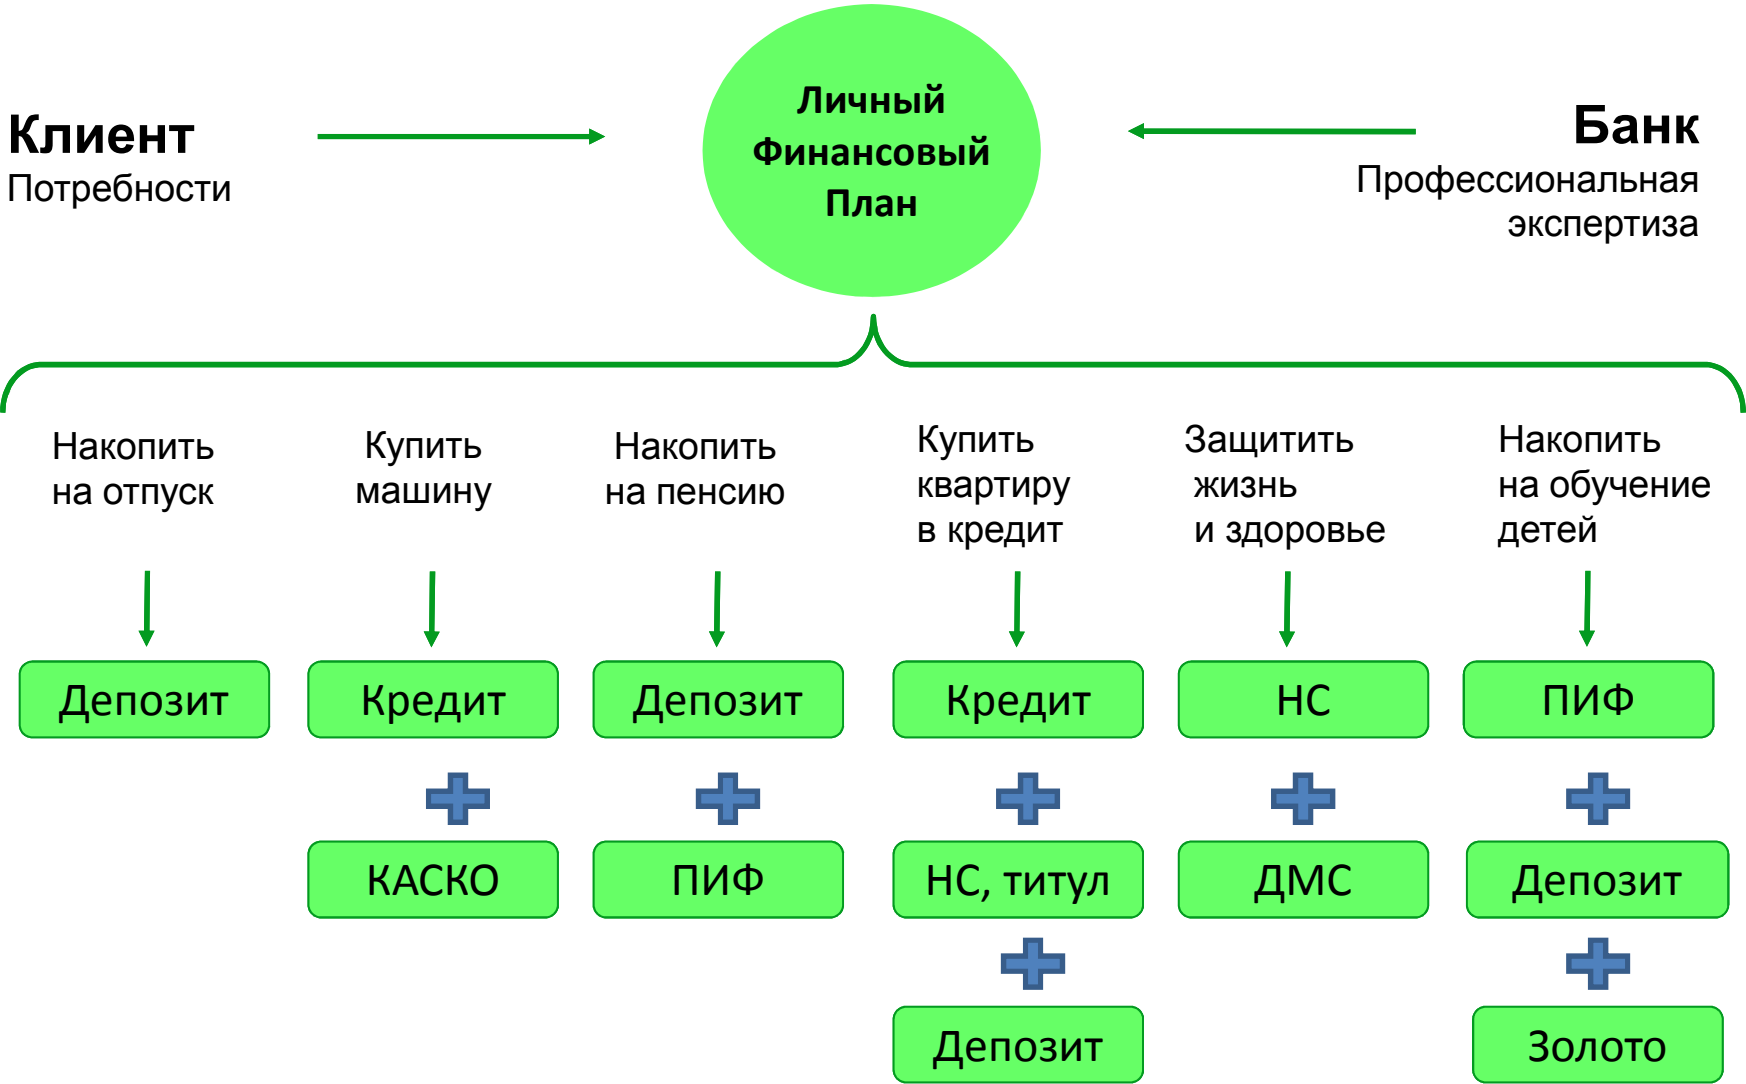 Клиент
Потребности
Личный
Финансовый
План
Банк
Профессиональная
экспертиза
Накопить
на отпуск
Купить
машину
Накопить
на пенсию
Купить
квартиру
в кредит
Защитить
жизнь
и здоровье
Накопить
на обучение
детей
Депозит
Кредит
Депозит
Кредит
НС
ПИФ
КАСКО
ПИФ
НС, титул
ДМС
Депозит
Депозит
Золото